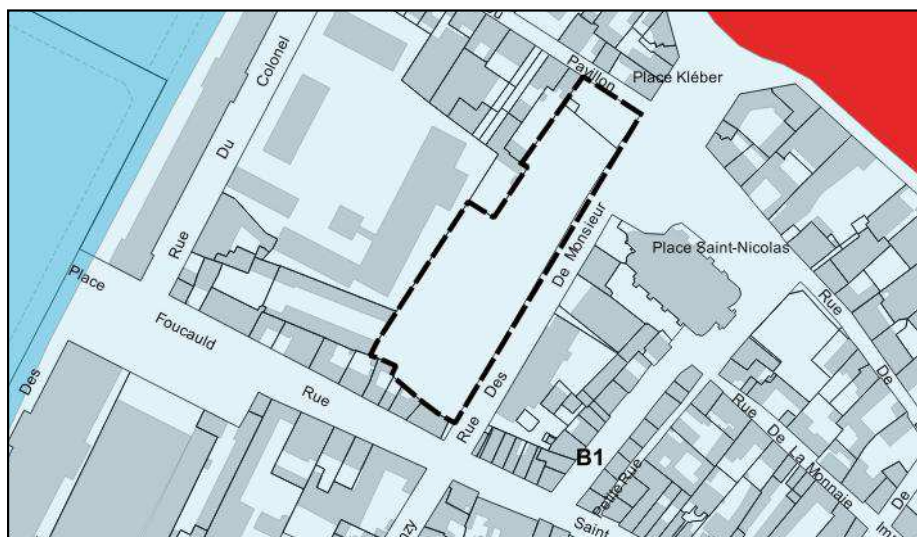 Du
Pavillon
Place Kléber
Colonel
Du
Rue
De Monsieur
Place Saint-Nicolas
Place
Foucauld
Rue
De
Des
Rue
Des
Rue
B1
Petite Rue
Rue
De
La Monnaie
De
Saint